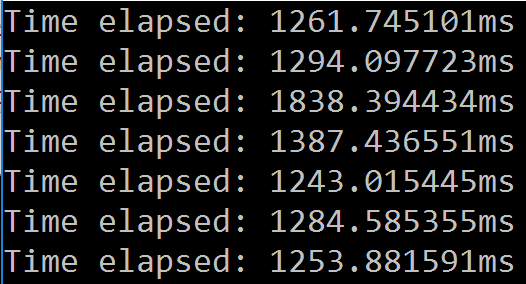 Time elapsed: 1261.745101ms
Time elapsed: 1294.097723ms
Time elapsed: 1838.394434ms
Time elapsed: 1387.436551ms
Time elapsed: 1243.015445ms
Time elapsed: 1284.585355ms
Time elapsed: 1253.881591ms